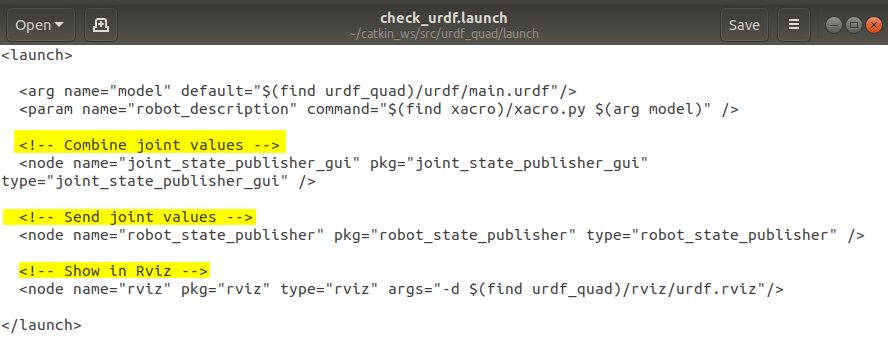 Open
check_urdf.launch
~/catkin_ws/src/urdf_quad/launch
Save
<launch>
<arg name="model" default="$(find urdf_quad)/urdf/main.urdf"/>
<param name="robot_description" command="$(find xacro)/xacro.py $(arg model)" />
<!-- Combine joint values -->
<node name="joint_state_publisher_gui" pkg="joint_state_publisher_gui"
type="joint_state_publisher_gui" />
<!-- Send joint values -->
<node name="robot_state_publisher" pkg="robot_state_publisher" type="robot_state_publisher" />
<!-- Show in Rviz -->
<node name="rviz" pkg="rviz" type="rviz" args="-d $(find urdf_quad)/rviz/urdf.rviz"/>
</launch>